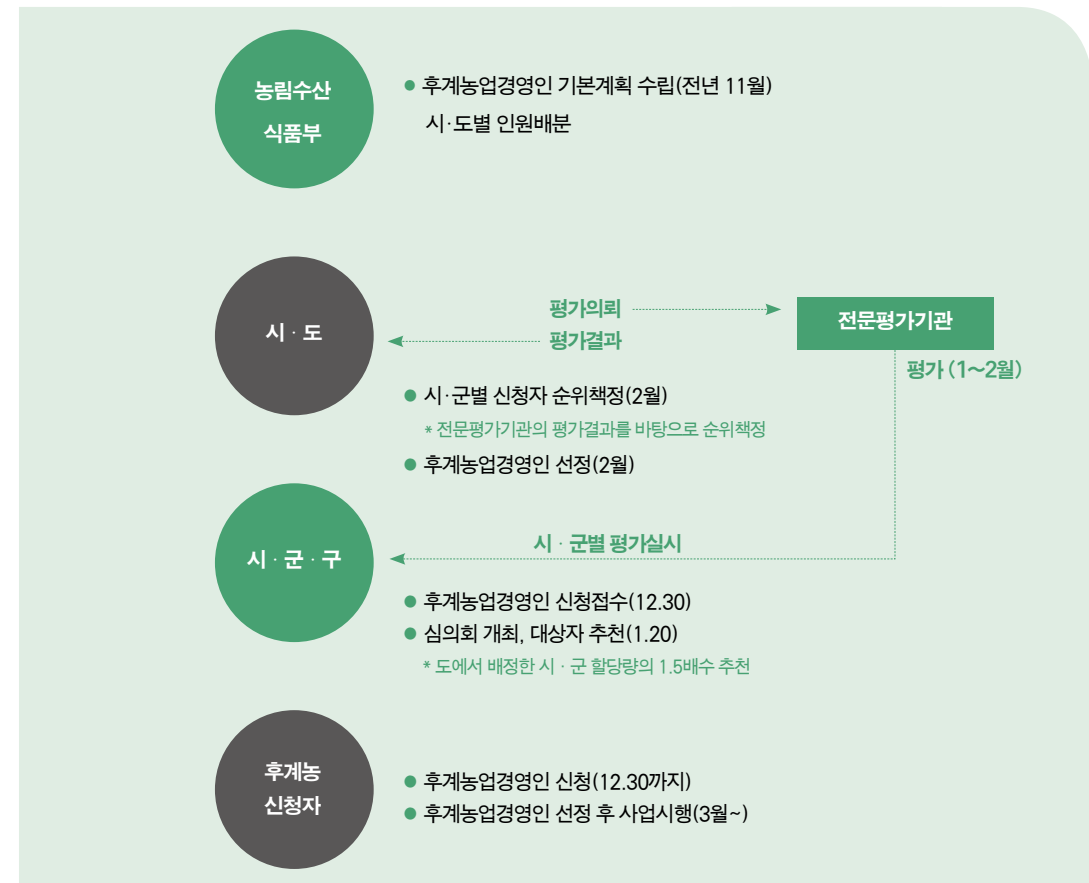 농림수산
식품부
● 후계농업경영인 기본계획 수립(전년 11월)
시·도별 인원배분
시 · 도
평가의뢰
평가결과
전문평가기관
평가 (1~2월)
● 시·군별 신청자 순위책정(2월)
* 전문평가기관의 평가결과를 바탕으로 순위책정
● 후계농업경영인 선정(2월)
시 · 군 · 구
시 · 군별 평가실시
● 후계농업경영인 신청접수(12.30)
● 심의회 개최, 대상자 추천(1.20)
* 도에서 배정한 시 · 군 할당량의 1.5배수 추천
후계농
신청자
● 후계농업경영인 신청(12.30까지)
● 후계농업경영인 선정 후 사업시행(3월~)